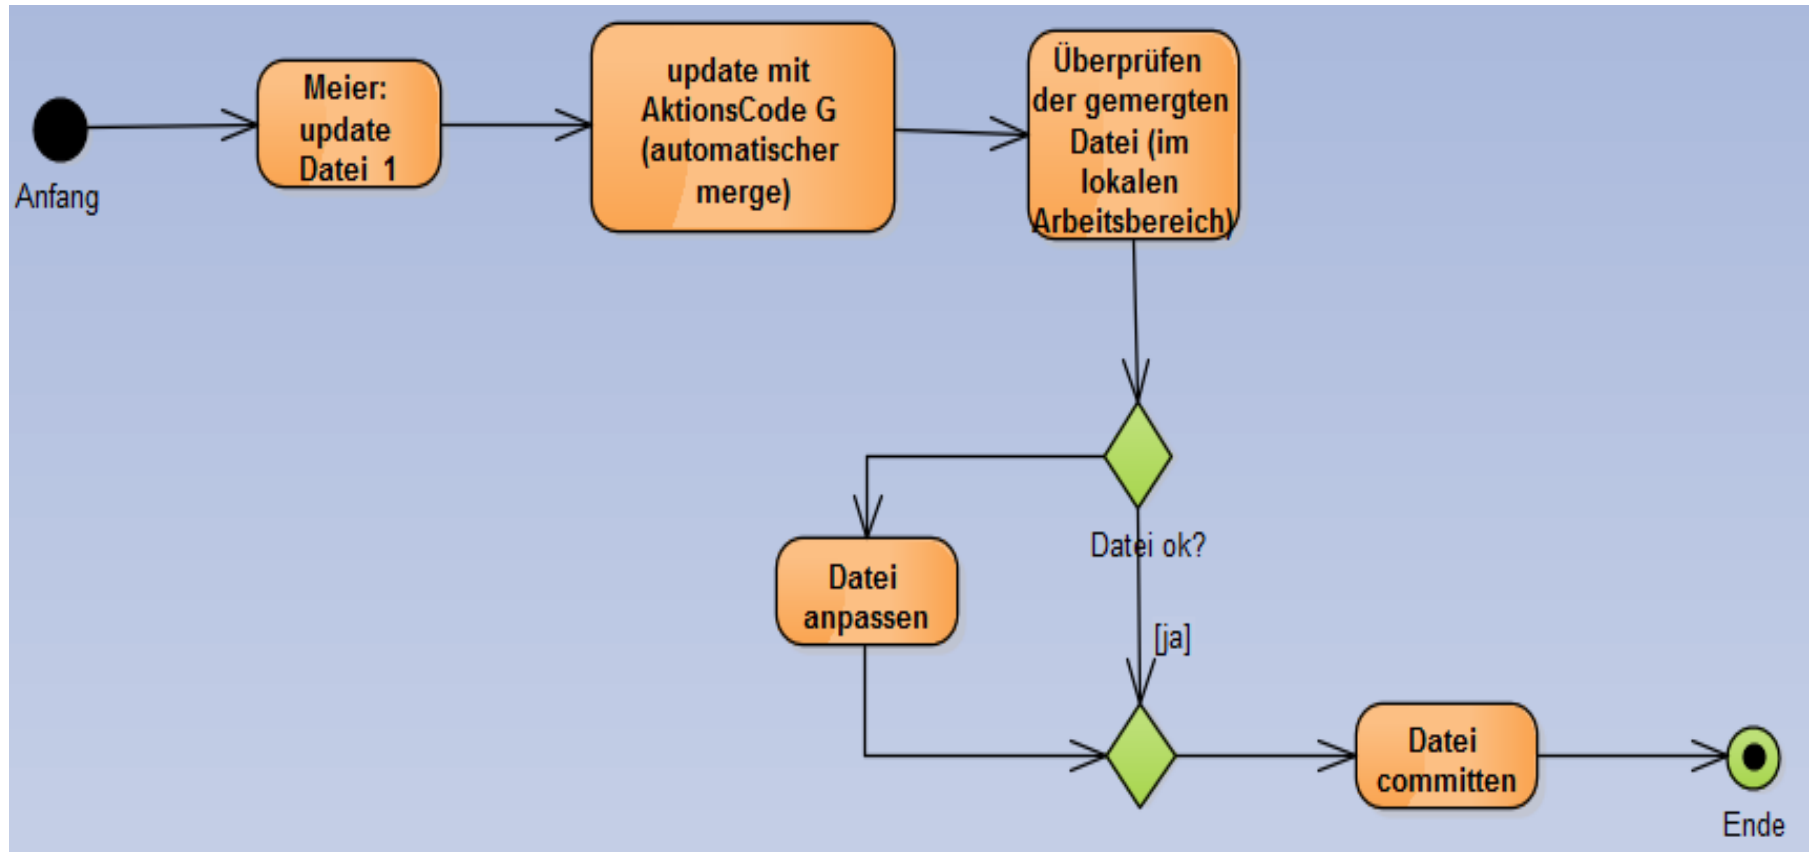 Anfang
Meier:
update
Datei 1
update mit
AktionsCode G
(automatischer
merge)
Überprüfen
der gemergten
Datei (im
lokalen
Arbeitsbereich)
Datei ok?
Datei
anpassen
[ja]
Datei
committen
Ende